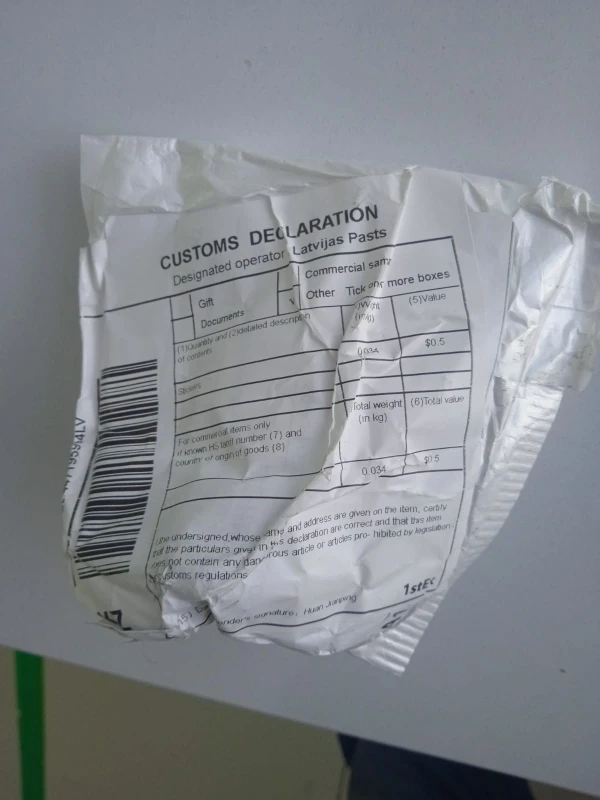 CUSTOMS DECLARATION
Designated operator Latvijas Pasts
Gift
Commercial sam
Documents
Other Tick one or more boxes
(1)Quantity and (2)detailed description
of contents
(in kg)
(5)Value
0.034
$0.5
Stickers
For commercial items only
if known HS tariff number (7) and
country of origin of goods (8)
Total weight
(in kg)
(6)Total value
0.034
$0.5
undersigned, whose name and address are given on the item, certify
that the particulars given in this declaration are correct and that this item
does not contain any dangerous article or articles pro- hibited by legislation
customs regulations
(15)
sender's signature: Huan Jianping
1stEc